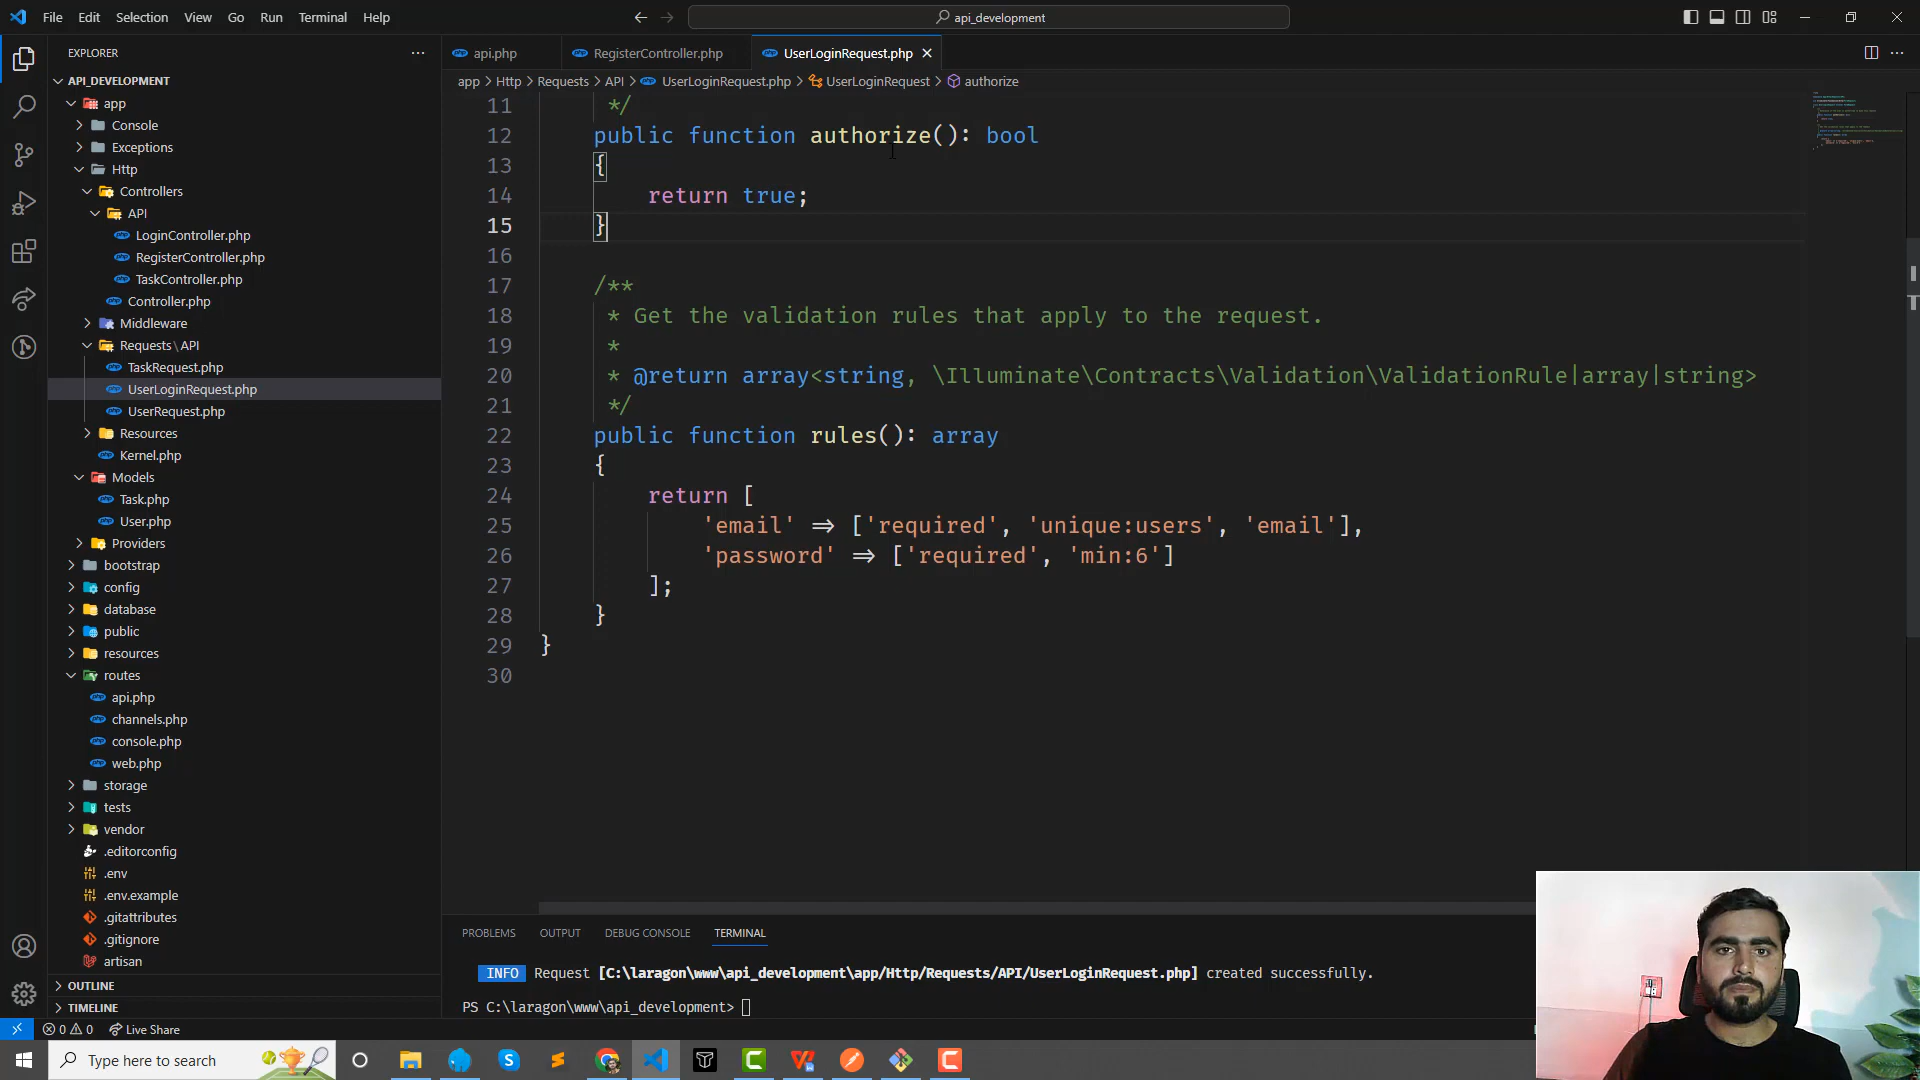 File Edit Selection View Go Run Terminal Help
api_development
EXPLORER
API_DEVELOPMENT
app
Console
Exceptions
Http
Controllers
API
LoginController.php
RegisterController.php
TaskController.php
Controller.php
Middleware
Requests\API
TaskRequest.php
UserLoginRequest.php
UserRequest.php
Resources
Kernel.php
Models
Task.php
User.php
Providers
bootstrap
config
database
public
resources
routes
api.php
channels.php
console.php
web.php
storage
tests
vendor
.editorconfig
.env
.env.example
.gitattributes
.gitignore
artisan
OUTLINE
TIMELINE
api.php RegisterController.php UserLoginRequest.php
app > Http > Requests > API > UserLoginRequest.php > UserLoginRequest > authorize
11 */
12 public function authorize(): bool
13 {
14 return true;
15 }
16
17 /**
18 * Get the validation rules that apply to the request.
19 *
20 * @return array<string, \Illuminate\Contracts\Validation\ValidationRule|array|string>
21 */
22 public function rules(): array
23 {
24 return [
25 'email' => ['required', 'unique:users', 'email'],
26 'password' => ['required', 'min:6']
27 ];
28 }
29 }
30
PROBLEMS OUTPUT DEBUG CONSOLE TERMINAL
INFO Request [C:\laragon\www\api_development\app/Http/Requests/API/UserLoginRequest.php] created successfully.
PS C:\laragon\www\api_development>
0 0 Live Share
Type here to search